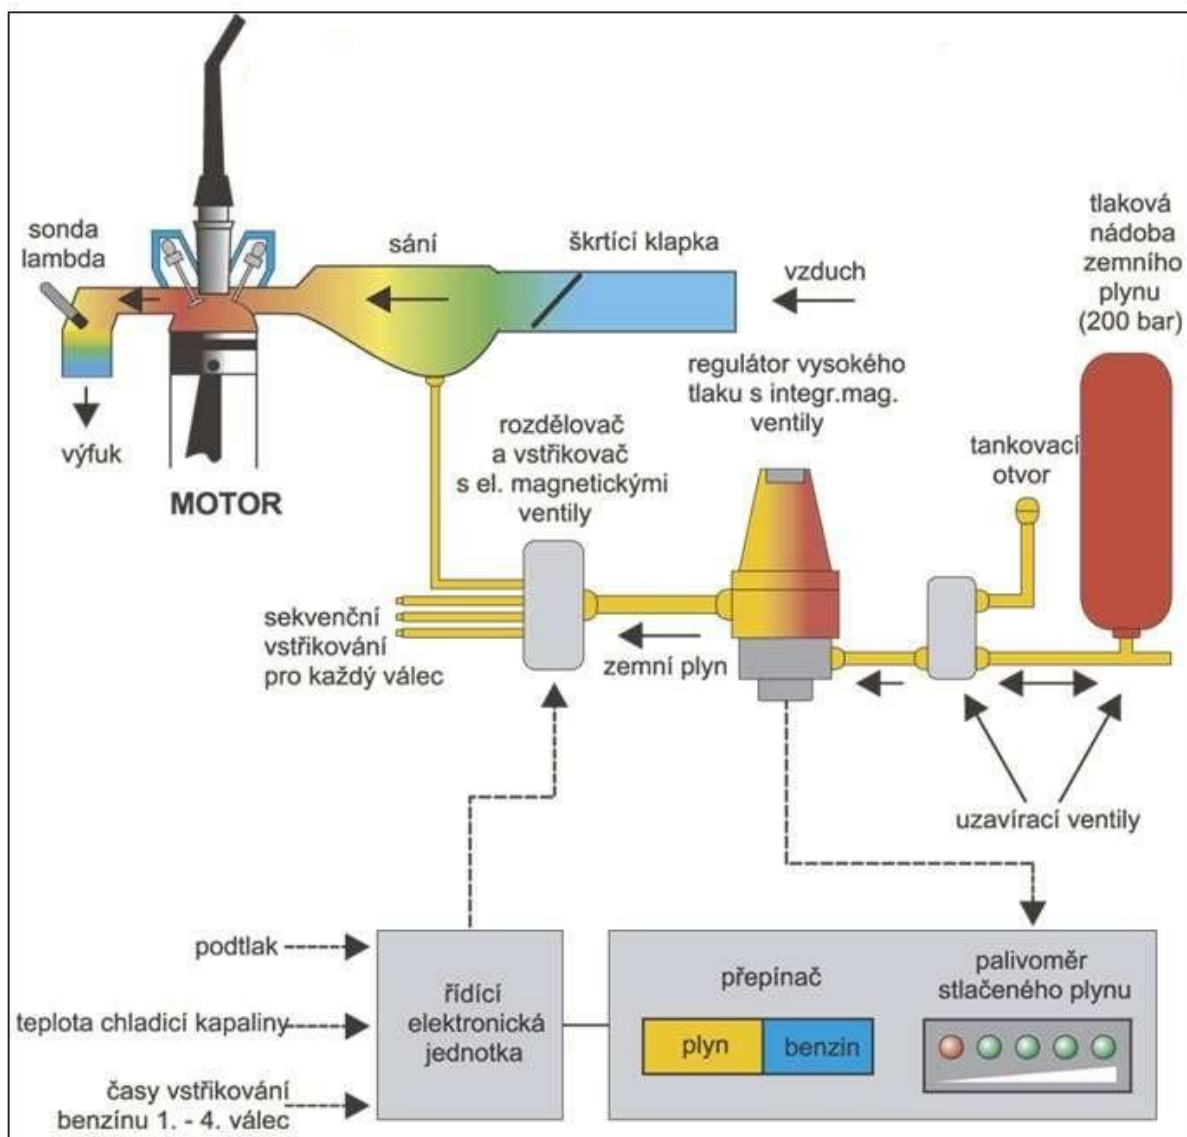 sonda
lambda
sání
škrtící klapka
vzduch
tlaková
nádoba
zemního
plynu
(200 bar)
výfuk
MOTOR
rozdělovač
a vstřikovač
s el. magnetickými
ventily
regulátor vysokého
tlaku s integr.mag.
ventily
tankovací
otvor
sekvenční
vstřikování
pro každý válec
zemní plyn
uzavírací ventily
podtlak
teplota chladicí kapaliny
časy vstřikování
benzínu 1. - 4. válec
řídící
elektronická
jednotka
přepínač
plyn
benzin
palivoměr
stlačeného plynu